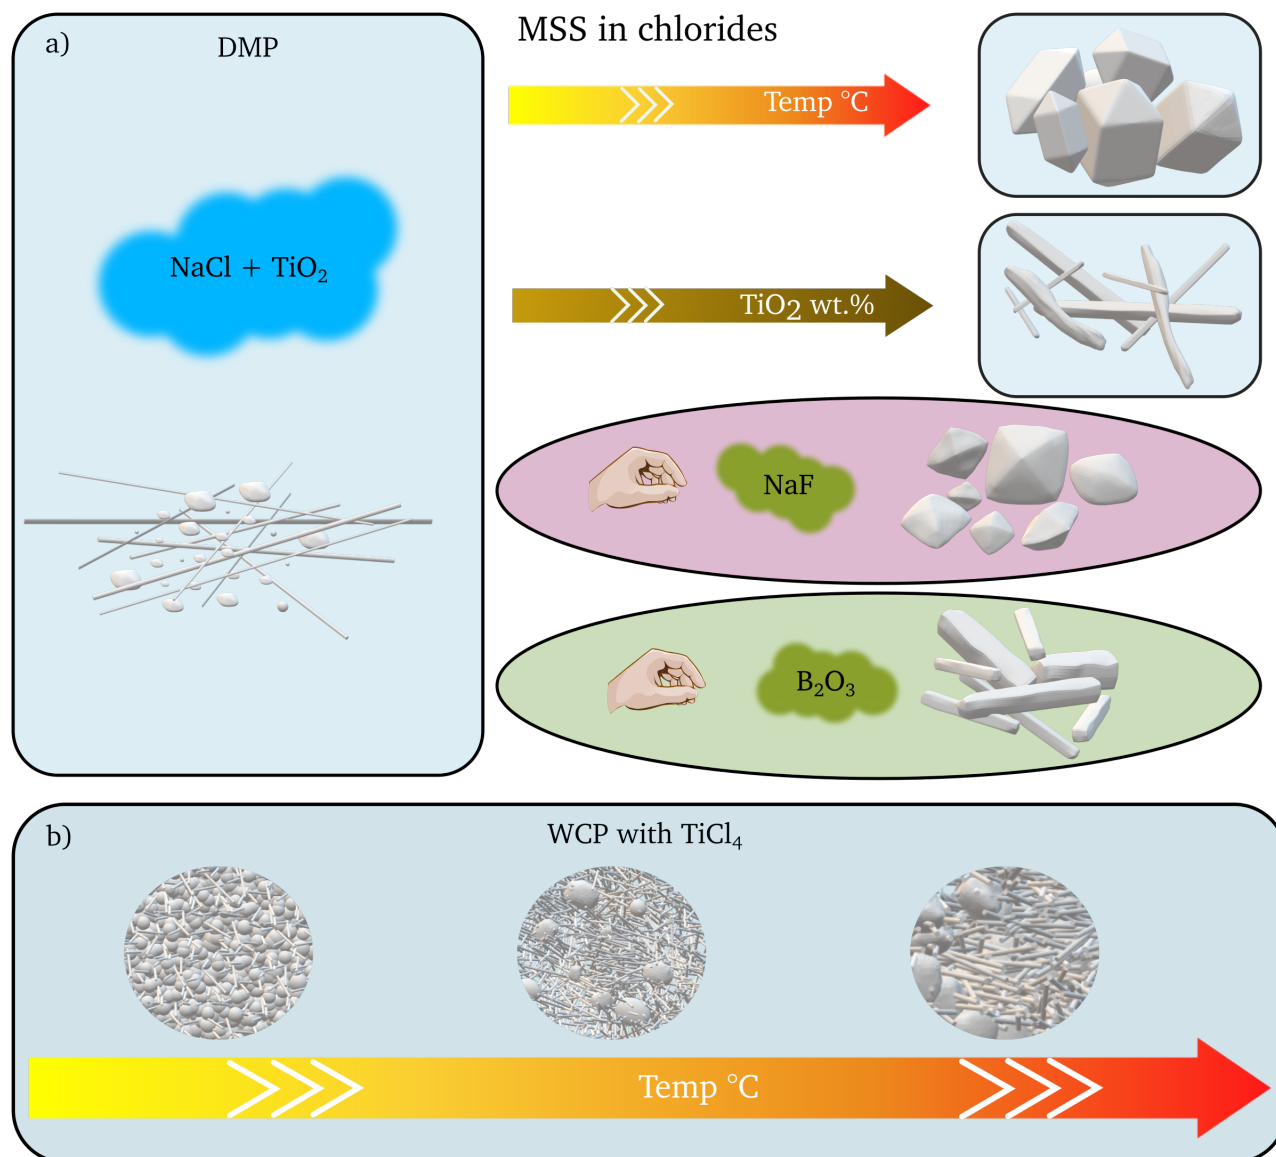 a)
DMP
MSS in chlorides
Temp °C
NaCl + TiO₂
TiO2 wt.%
NaF
B₂O₃
b)
WCP with TiCl₄
Temp °C